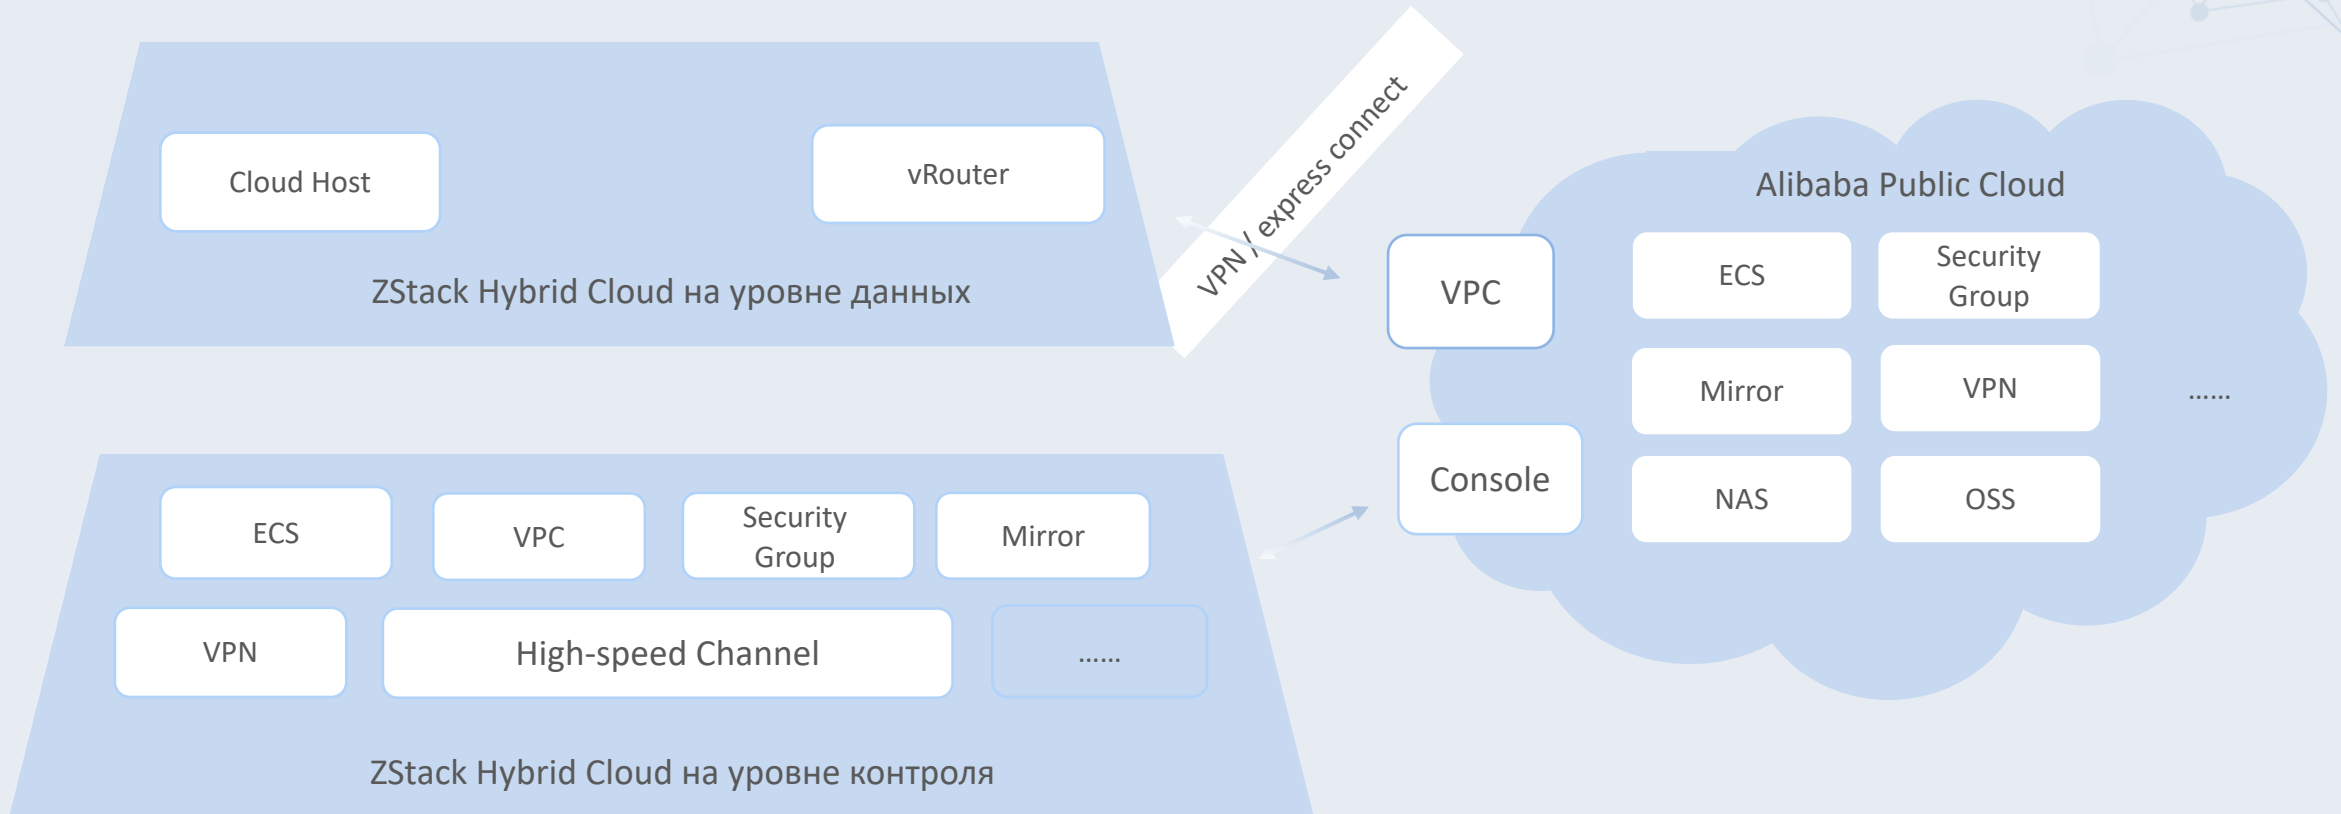 Cloud Host
vRouter
ZStack Hybrid Cloud на уровне данных
VPN / express connect
Alibaba Public Cloud
VPC
ECS
Security
Group
Mirror
VPN
......
Console
NAS
OSS
ECS
VPC
Security
Group
Mirror
VPN
High-speed Channel
......
ZStack Hybrid Cloud на уровне контроля